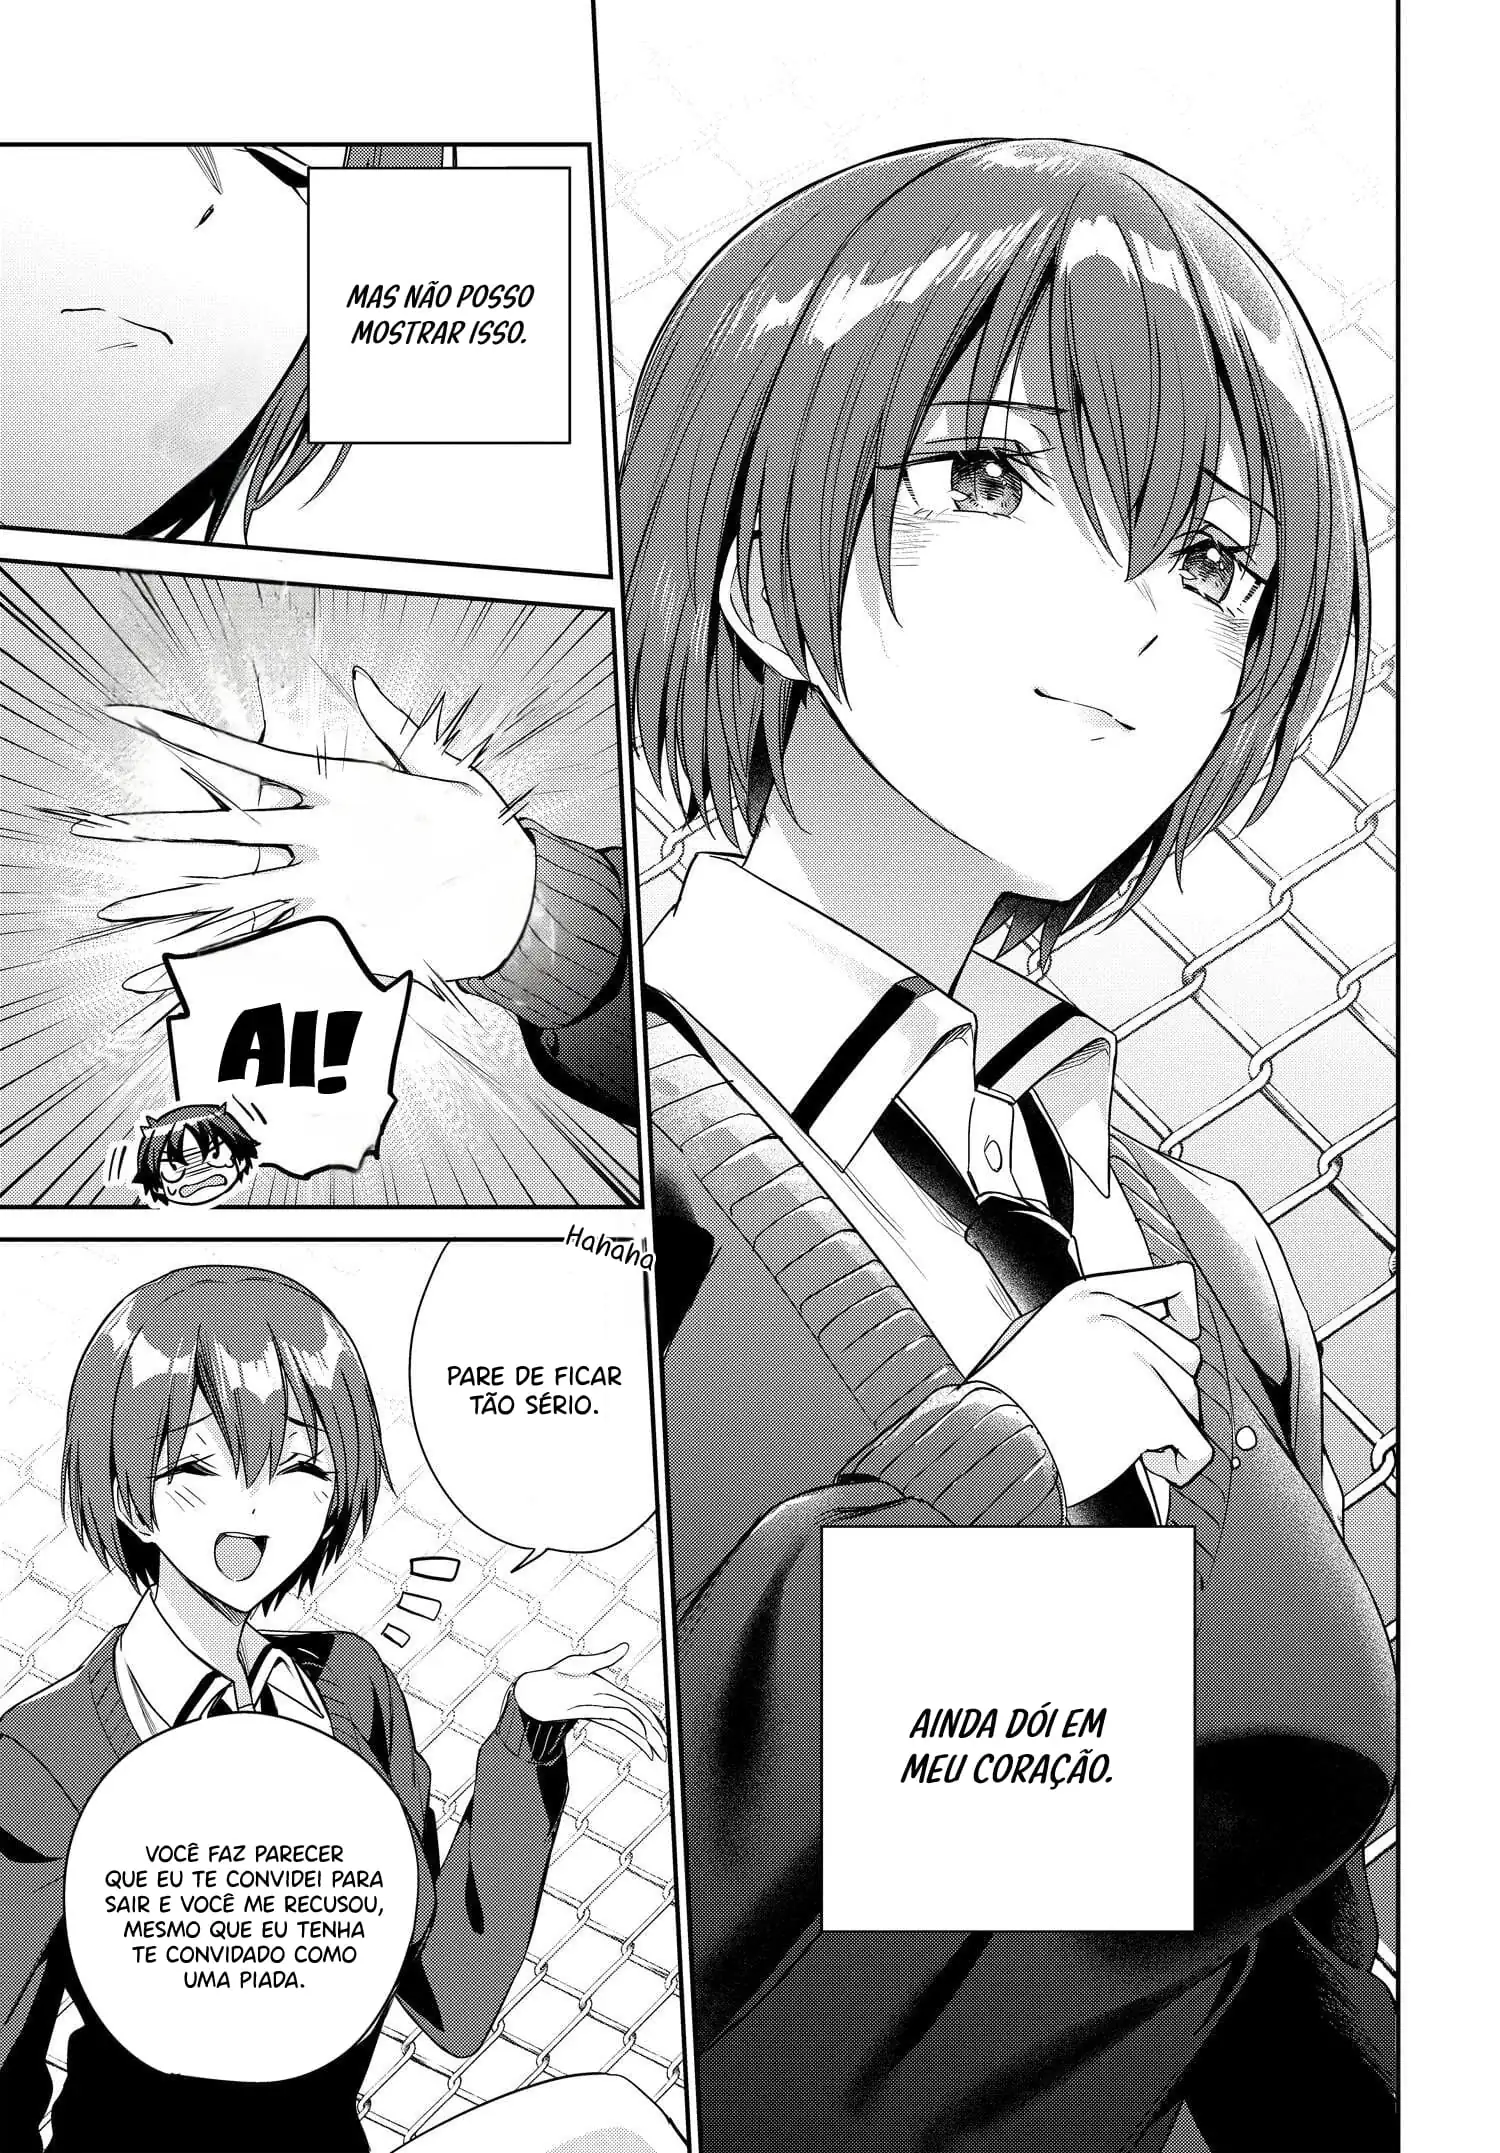 AINDA DÓI EM
MEU CORAÇÃO.
MAS NÃO POSSO
MOSTRAR ISSO.
AI!
Hahaha
PARE DE FICAR
TÃO SÉRIO.
VOCÊ FAZ PARECER
QUE EU TE CONVIDEI PARA
SAIR E VOCÊ ME RECUSOU,
MESMO QUE EU TENHA
TE CONVIDADO COMO
UMA PIADA.